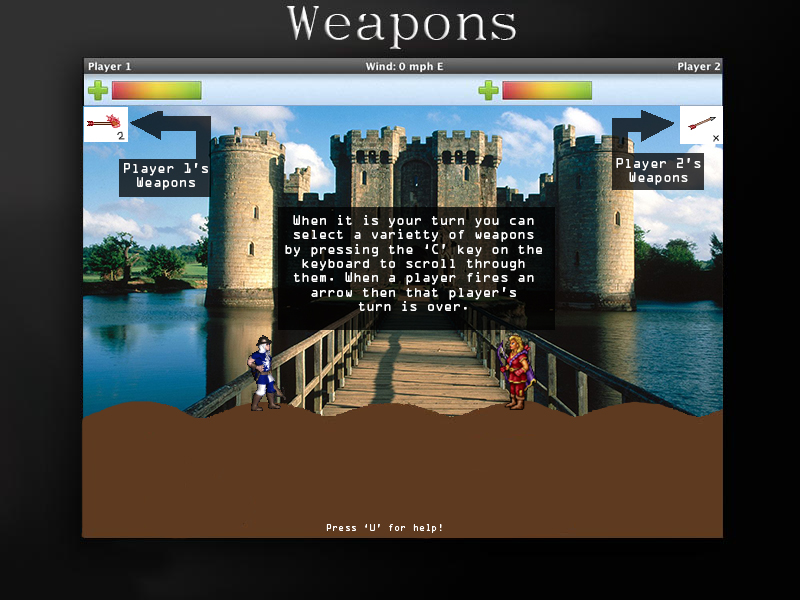 Weapons
Player 1
Wind: 0 mph E
Player 2
2
x
Player 1's
Weapons
Player 2's
Weapons
When it is your turn you can
select a varietty of weapons
by pressing the ‘C’ key on the
keyboard to scroll through
them. When a player fires an
arrow then that player's
turn is over.
Press ‘U’ for help!